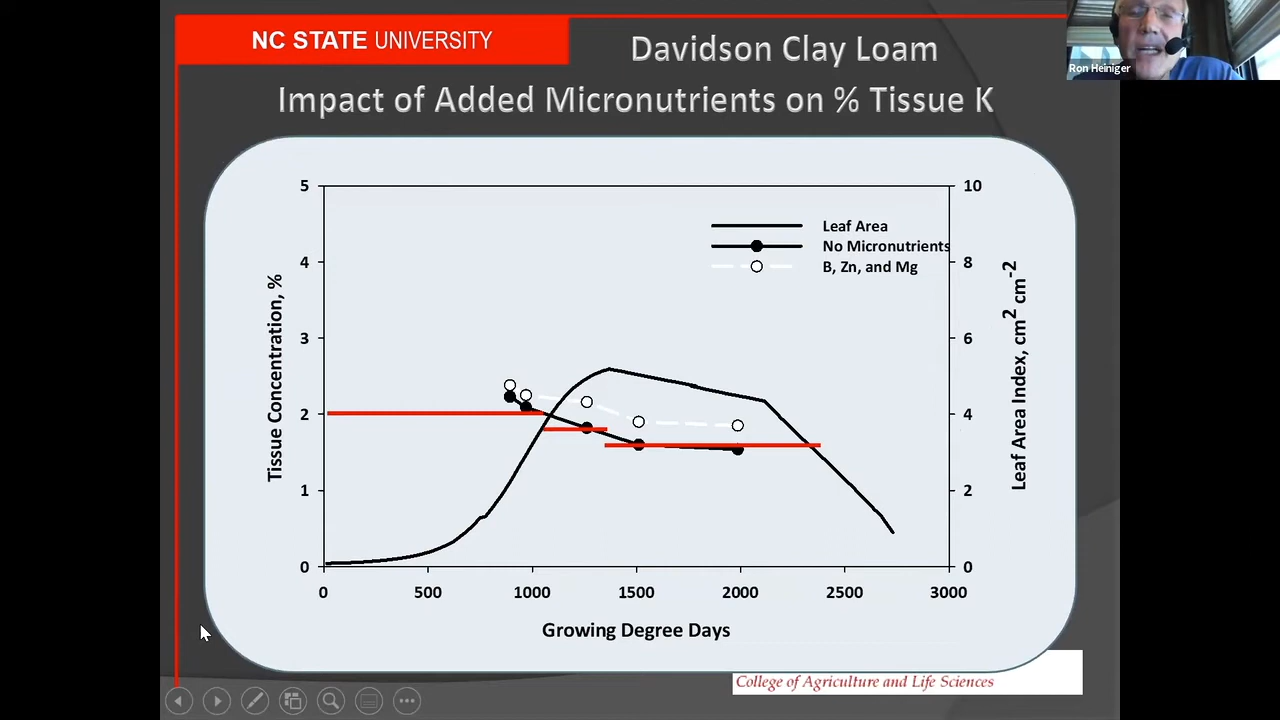 NC STATE UNIVERSITY
Davidson Clay Loam
Impact of Added Micronutrients on % Tissue K
Ron Heiniger
5
4
3
2
1
0
Tissue Concentration, %
Leaf Area
No Micronutrients
B, Zn, and Mg
10
8
6
4
2
0
Leaf Area Index, cm2 cm-2
0 500 1000 1500 2000 2500 3000
Growing Degree Days
College of Agriculture and Life Sciences